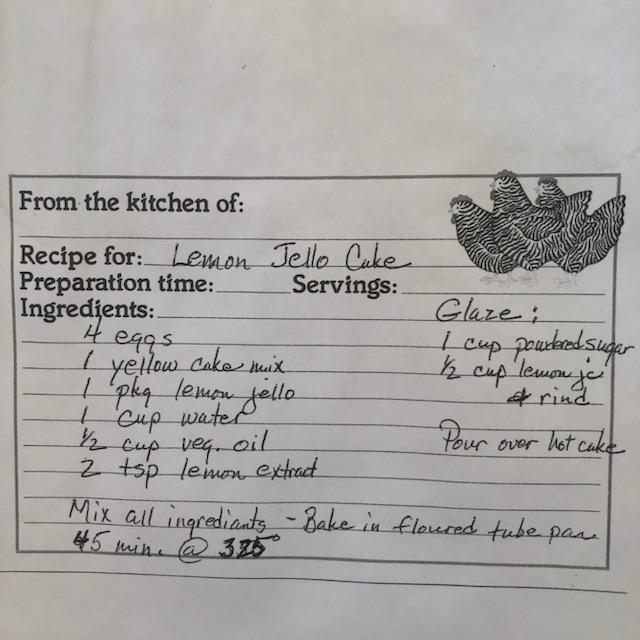 From the kitchen of:
Recipe for: Lemon Jello Cake
Preparation time: Servings:
Ingredients:
4 eggs
1 yellow cake mix
1 pkg lemon jello
1 cup water
½ cup veg. oil
2 tsp lemon extract
Glaze:
1 cup powdered sugar
½ cup lemon jc
& rind
Pour over hot cake
Mix all ingrediants - Bake in floured tube pan
45 min. @ 325°